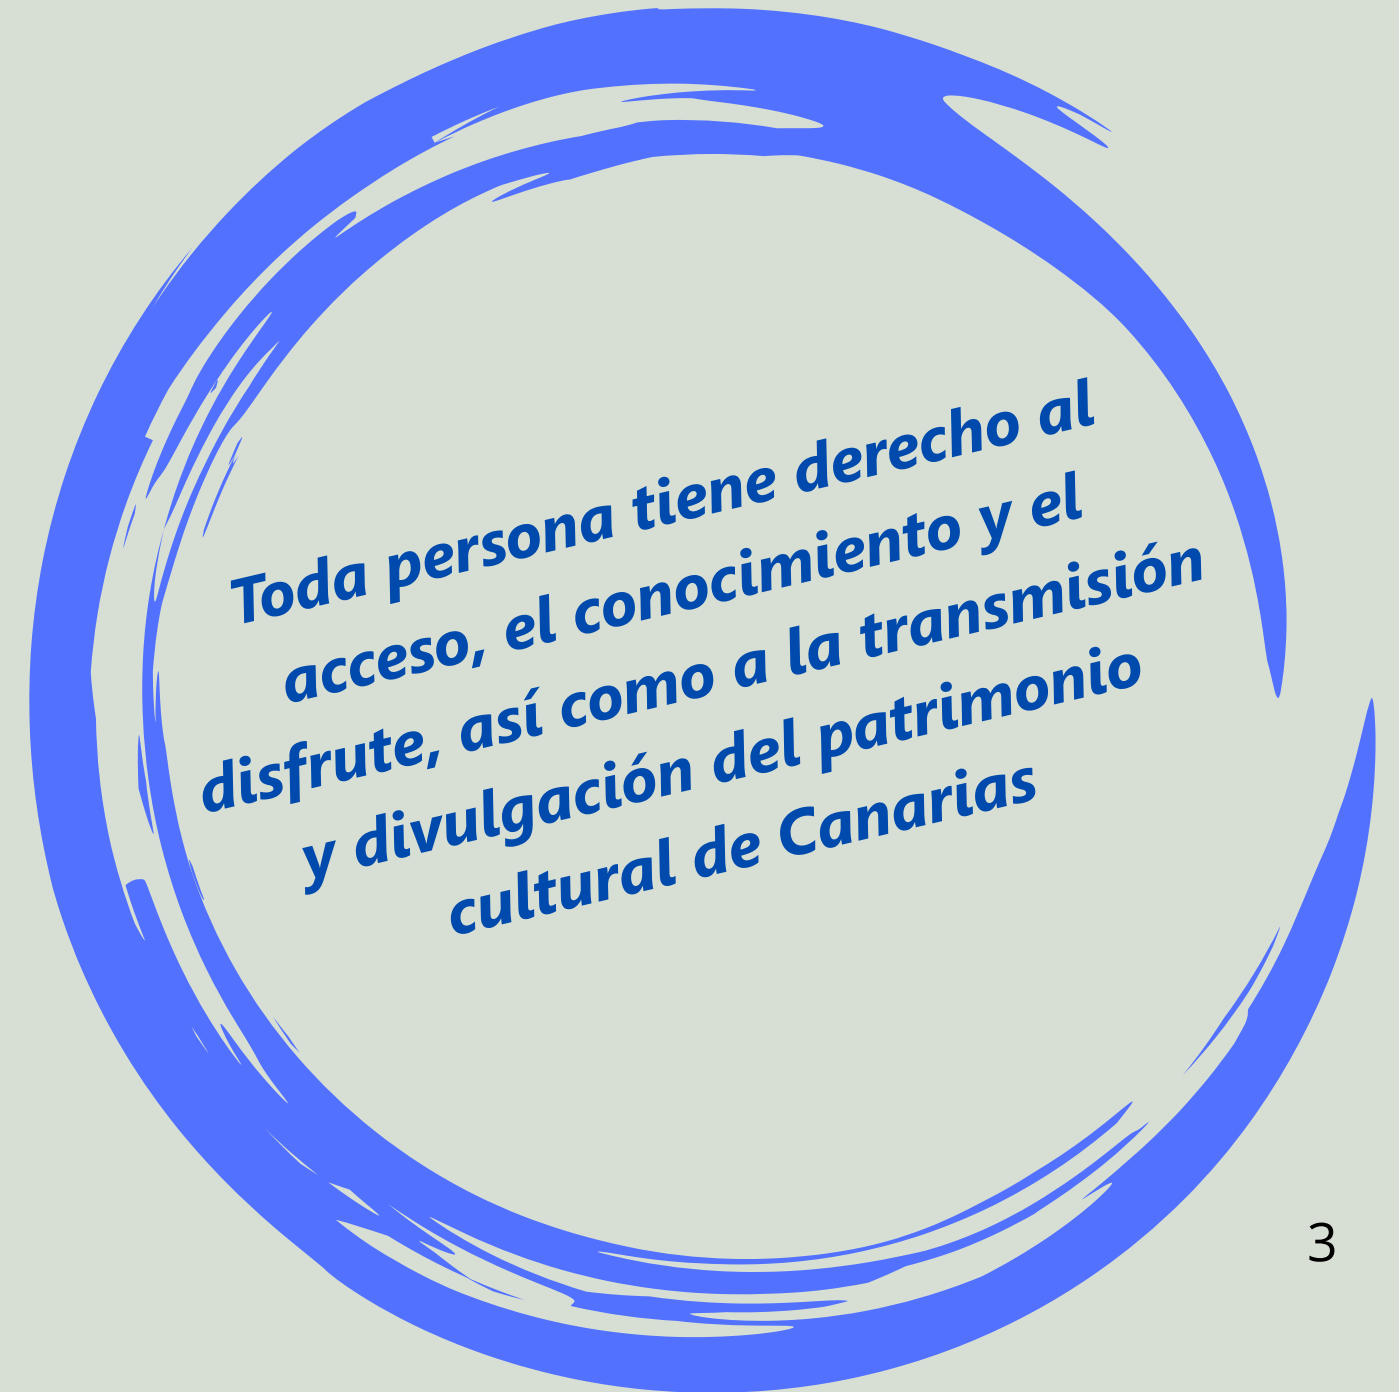 Toda persona tiene derecho al
acceso, el conocimiento y el
disfrute, así como a la transmisión
y divulgación del patrimonio
cultural de Canarias
3